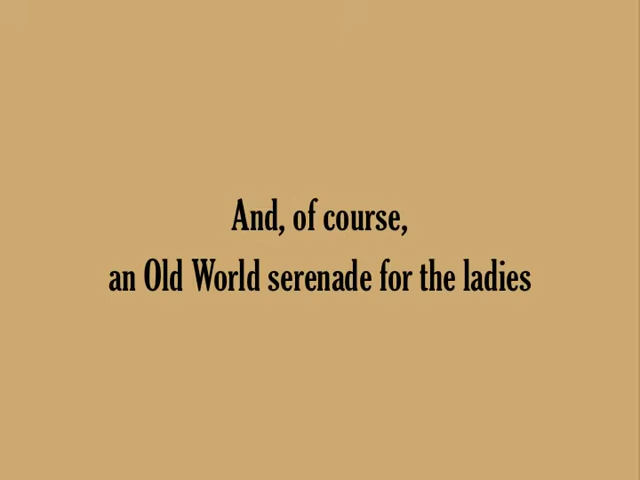 And, of course,
an Old World serenade for the ladies